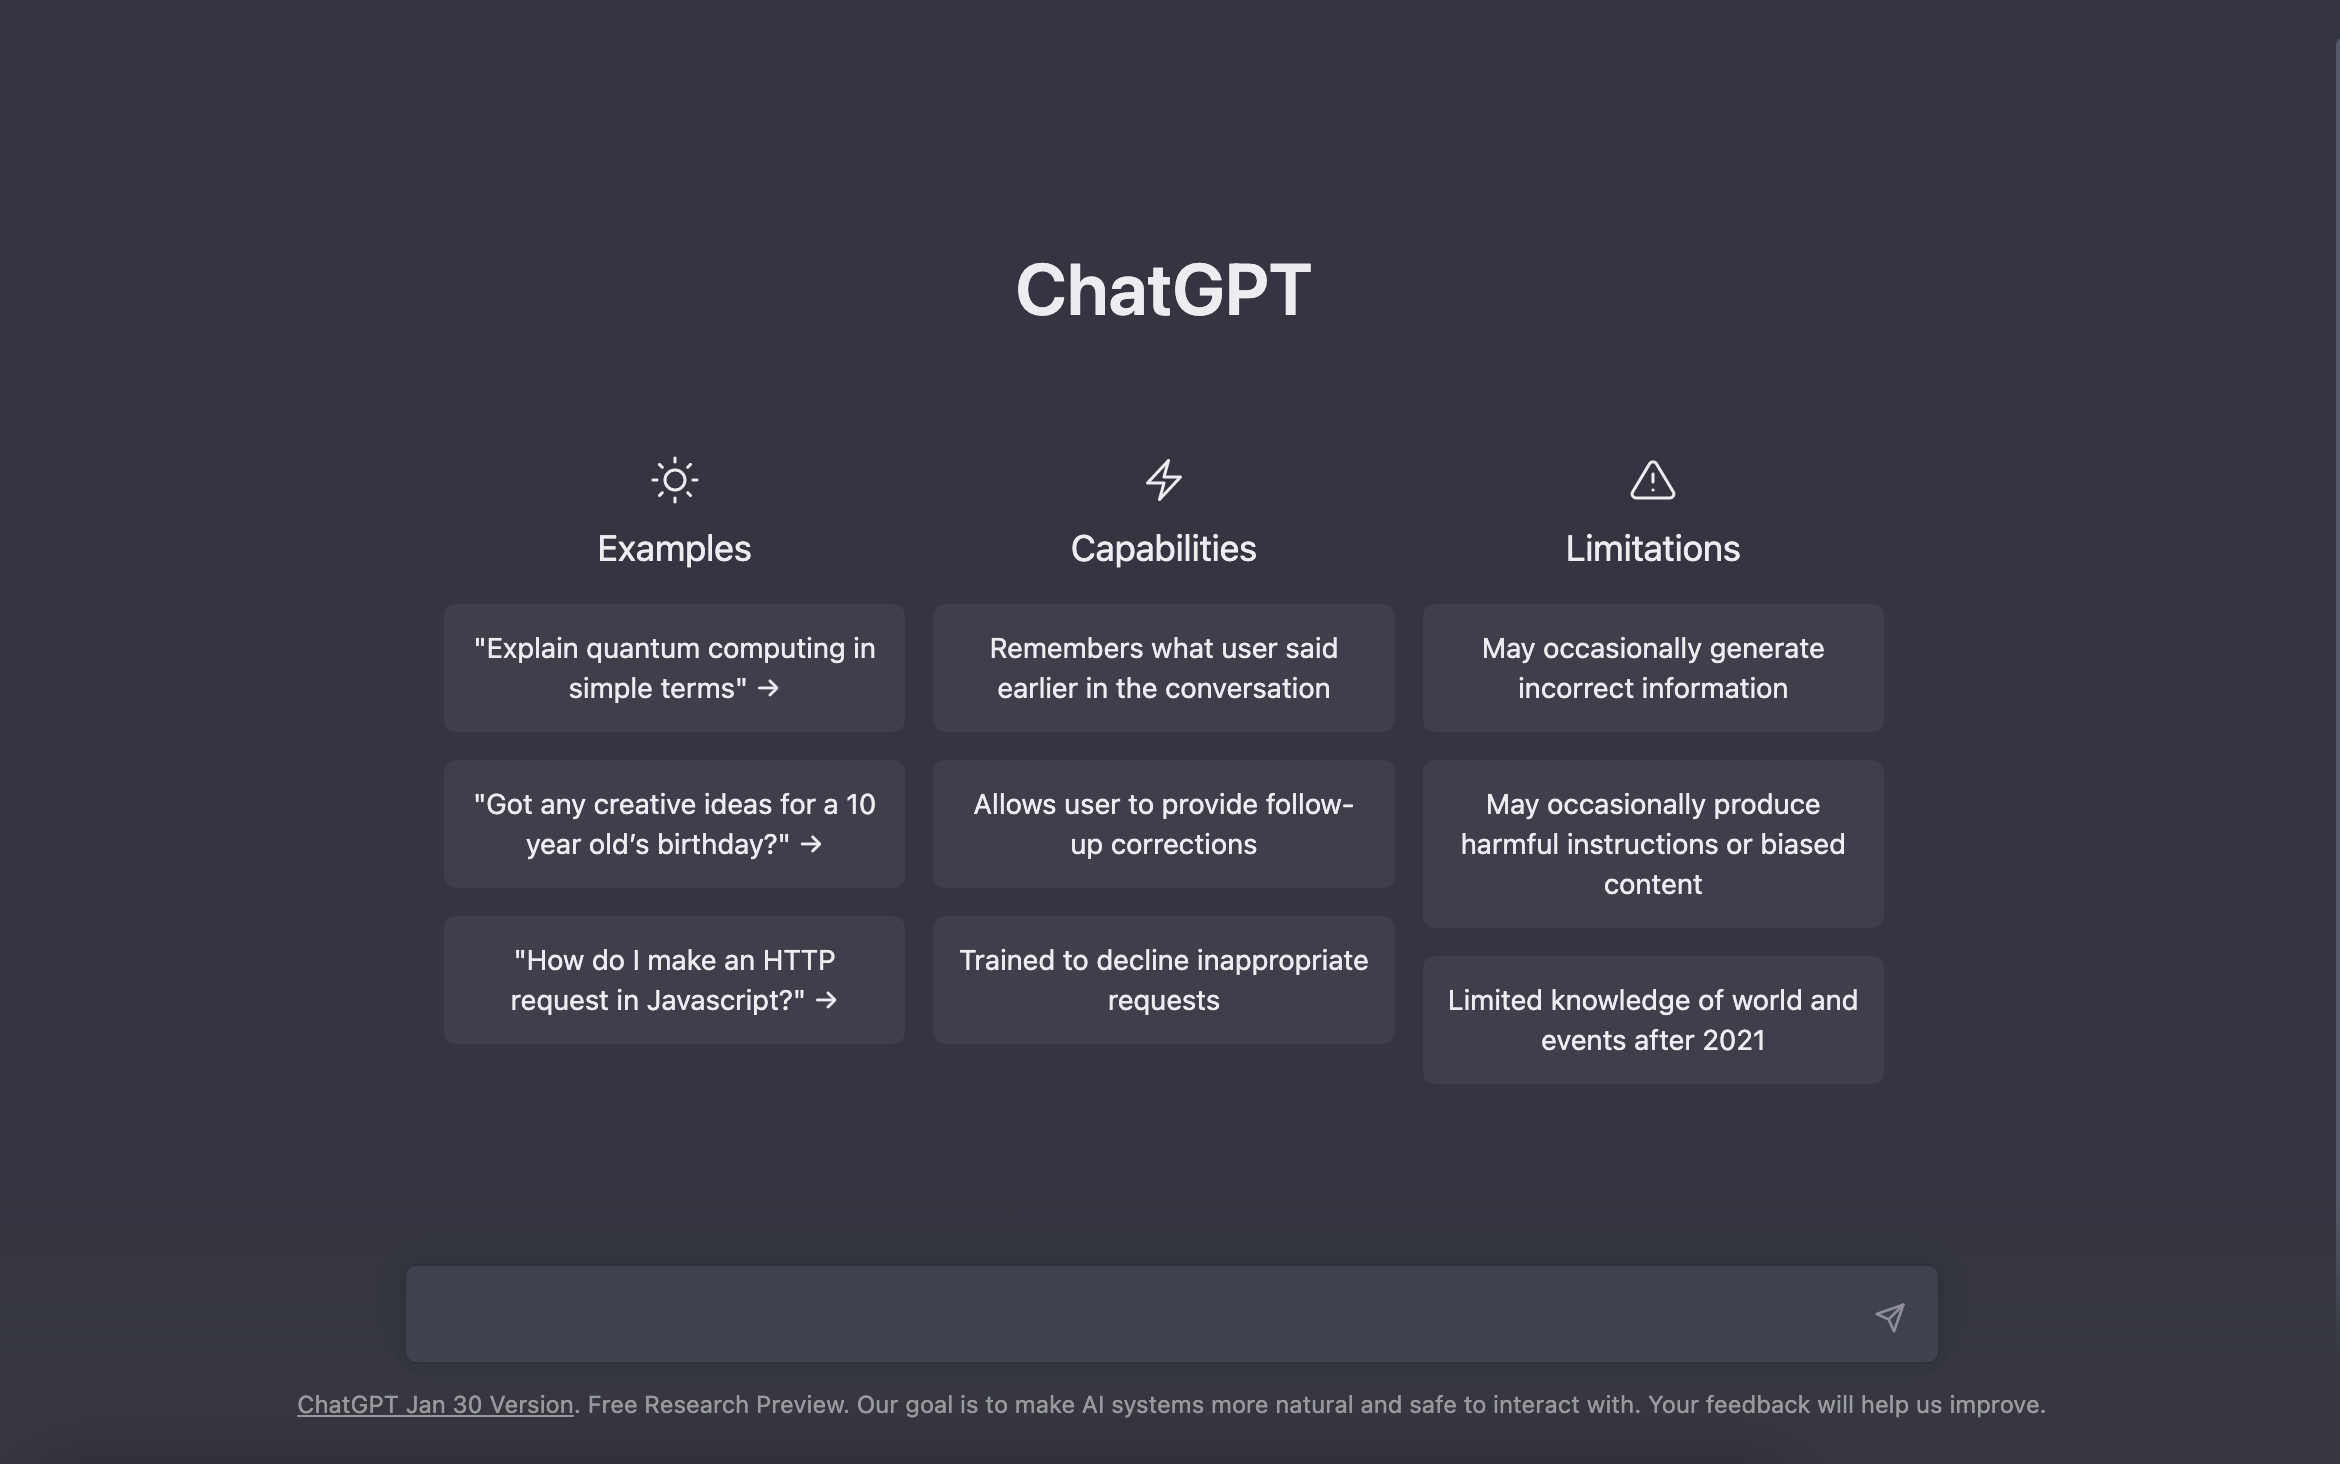 ChatGPT
Examples
"Explain quantum computing in
simple terms" →
"Got any creative ideas for a 10
year old’s birthday?" →
"How do I make an HTTP
request in Javascript?" →
Capabilities
Remembers what user said
earlier in the conversation
Allows user to provide follow-
up corrections
Trained to decline inappropriate
requests
Limitations
May occasionally generate
incorrect information
May occasionally produce
harmful instructions or biased
content
Limited knowledge of world and
events after 2021
ChatGPT Jan 30 Version. Free Research Preview. Our goal is to make AI systems more natural and safe to interact with. Your feedback will help us improve.